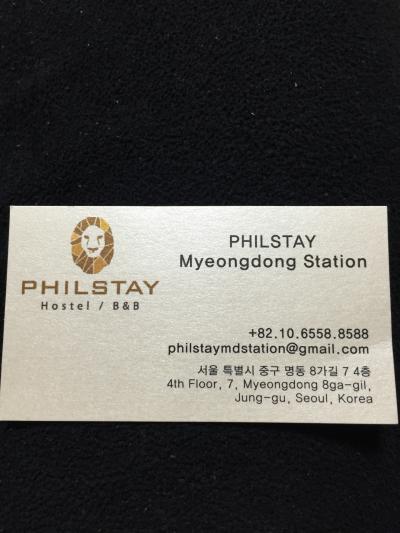 PHILSTAY
Hostel / B&B
PHILSTAY
Myeongdong Station
+82.10.6558.8588
philstaymdstation@gmail.com
서울 특별시 중구 명동 8가길 7 4층
4th Floor, 7, Myeongdong 8ga-gil,
Jung-gu, Seoul, Korea